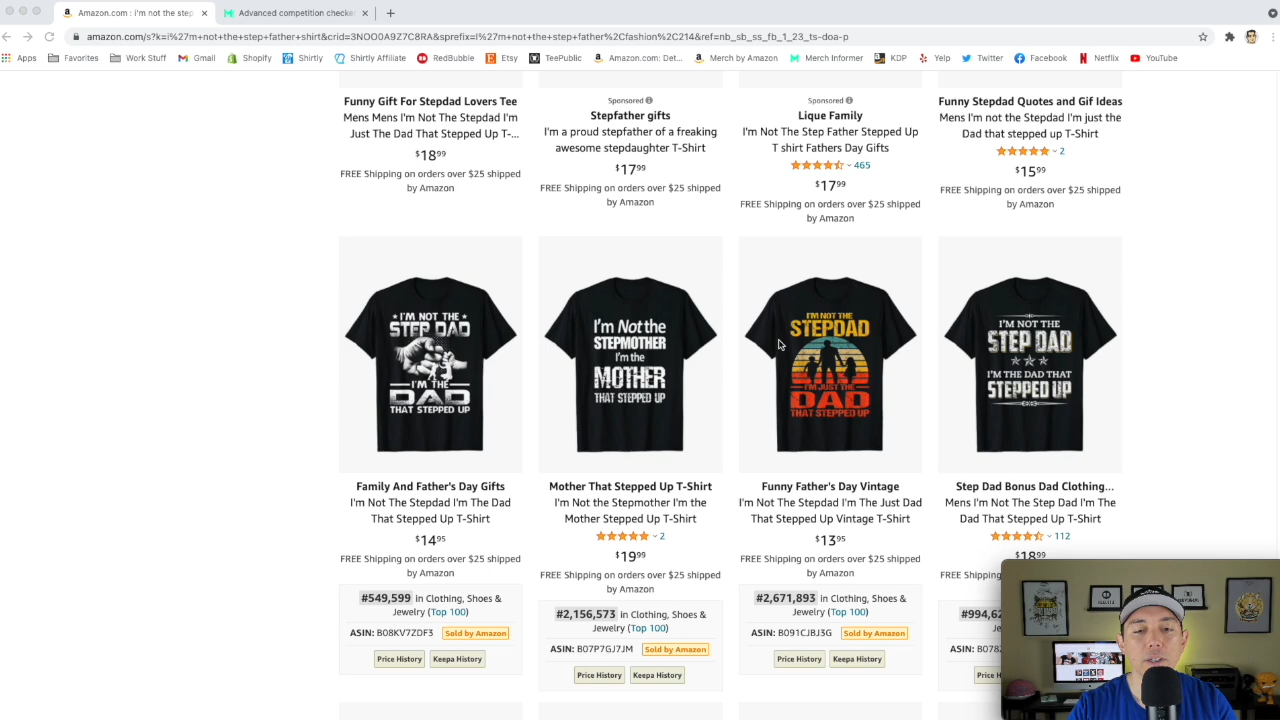 Amazon.com : i'm not the step
Advanced competition checker
amazon.com/s?k=i%27m+not+the+step+father+shirt&crid=3NOO0A9Z7C8RA&sprefix=I%27m+not+the+step+father%2Cfashion%2C214&ref=nb_sb_ss_fb_1_23_ts-doa-p
Apps Favorites Work Stuff Gmail Shopify Shirtly Shirtly Affiliate RedBubble Etsy TeePublic Amazon.com: Det... Merch by Amazon Merch Informer KDP Yelp Twitter Facebook Netflix YouTube
Funny Gift For Stepdad Lovers Tee
Mens Mens I'm Not The Stepdad I'm
Just The Dad That Stepped Up T-...
$18.99
FREE Shipping on orders over $25 shipped
by Amazon
Sponsored
Stepfather gifts
I'm a proud stepfather of a freaking
awesome stepdaughter T-Shirt
$17.99
FREE Shipping on orders over $25 shipped
by Amazon
Sponsored
Lique Family
I'm Not The Step Father Stepped Up
T shirt Fathers Day Gifts
465
$17.99
FREE Shipping on orders over $25 shipped
by Amazon
Funny Stepdad Quotes and Gif Ideas
Mens I'm not the Stepdad I'm just the
Dad that stepped up T-Shirt
2
$15.99
FREE Shipping on orders over $25 shipped
by Amazon
I'M NOT THE
STEP DAD
I'M THE
DAD
THAT STEPPED UP
I'm Not the
STEPMOTHER
I'm the
MOTHER
THAT STEPPED UP
I'M NOT THE
STEPDAD
I'M JUST THE
DAD
THAT STEPPED UP
I'M NOT THE
STEP DAD
I'M THE DAD THAT
STEPPED UP
Family And Father's Day Gifts
I'm Not The Stepdad I'm The Dad
That Stepped Up T-Shirt
$14.95
FREE Shipping on orders over $25 shipped
by Amazon
#549,599 in Clothing, Shoes &
Jewelry (Top 100)
ASIN: B08KV7ZDF3 Sold by Amazon
Price History Keepa History
Mother That Stepped Up T-Shirt
I'm Not the Stepmother I'm the
Mother Stepped Up T-Shirt
2
$19.99
FREE Shipping on orders over $25 shipped
by Amazon
#2,156,573 in Clothing, Shoes &
Jewelry (Top 100)
ASIN: B07P7GJ7JM Sold by Amazon
Price History Keepa History
Funny Father's Day Vintage
I'm Not The Stepdad I'm The Just Dad
That Stepped Up Vintage T-Shirt
$13.95
FREE Shipping on orders over $25 shipped
by Amazon
#2,671,893 in Clothing, Shoes &
Jewelry (Top 100)
ASIN: B091CJBJ3G Sold by Amazon
Price History Keepa History
Step Dad Bonus Dad Clothing...
Mens I'm Not The Step Dad I'm The
Dad That Stepped Up T-Shirt
112
$18.99
FREE Shipping
#994,62
Jewelry
ASIN: B078
Price H